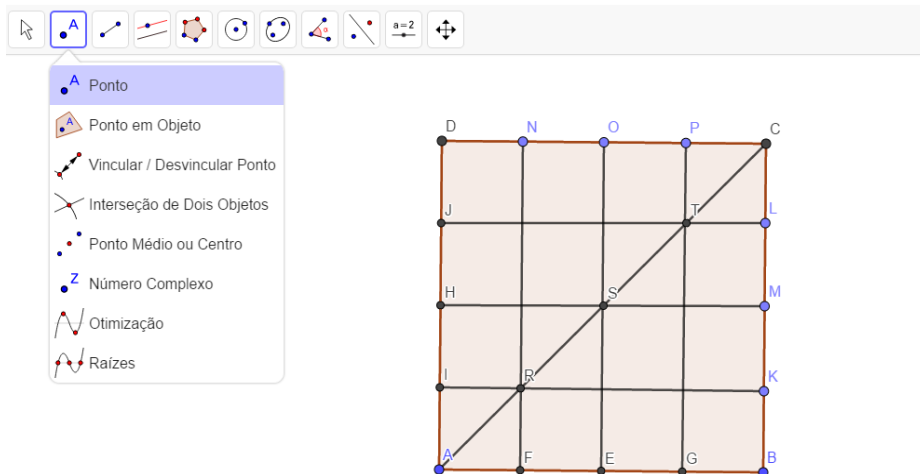 A
α
a=2
A Ponto
A Ponto em Objeto
Vincular / Desvincular Ponto
Interseção de Dois Objetos
Ponto Médio ou Centro
Z Número Complexo
Otimização
Raízes
D N O P C
J T L
H S M
I R K
A F E G B